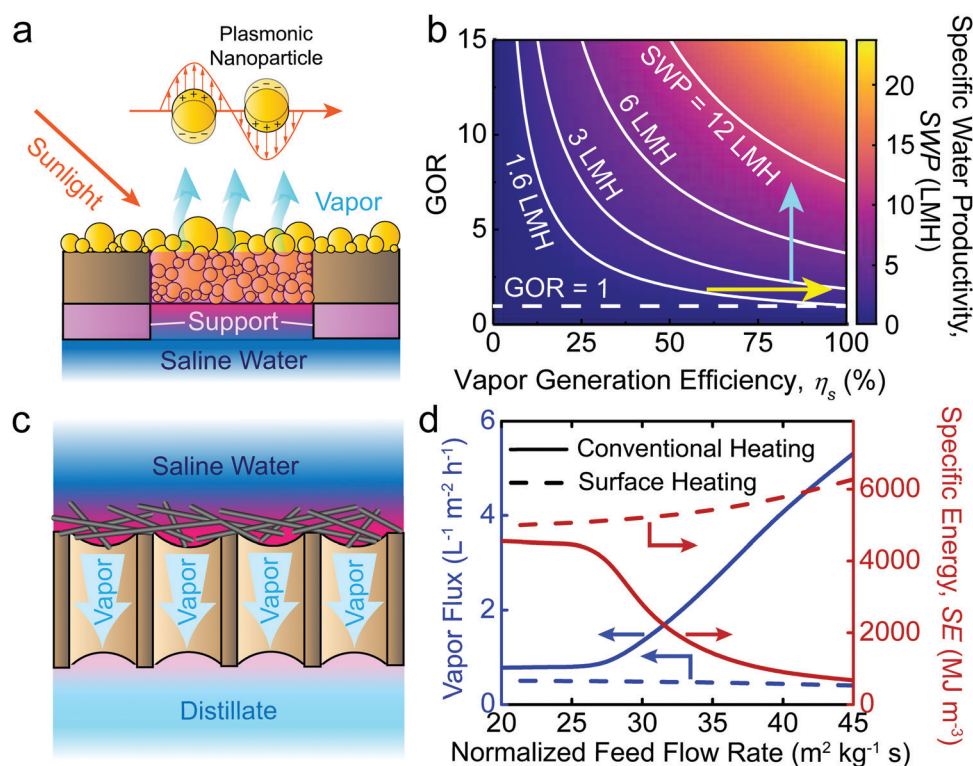 a
Plasmonic
Nanoparticle
Sunlight
Vapor
Support
Saline Water
b
15
10
5
0
GOR
SWP = 12 LMH
6 LMH
3 LMH
1.6 LMH
GOR = 1
0 25 50 75 100
Vapor Generation Efficiency, ηs (%)
20
15
10
5
0
Specific Water Productivity,
SWP (LMH)
c
Saline Water
Vapor Vapor Vapor Vapor
Distillate
d
6
4
2
0
Vapor Flux (L⁻¹ m⁻² h⁻¹)
Conventional Heating
Surface Heating
6000
4000
2000
0
Specific Energy, SE (MJ m⁻³)
20 25 30 35 40 45
Normalized Feed Flow Rate (m² kg⁻¹ s)